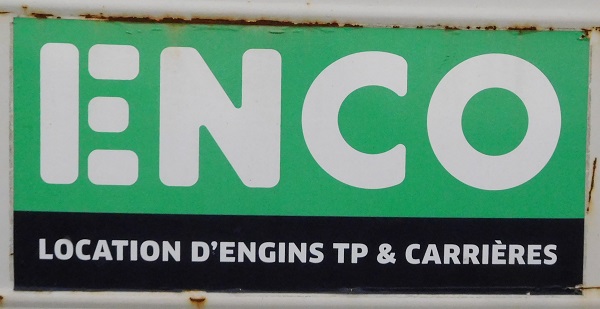 ENCO
LOCATION D'ENGINS TP & CARRIÈRES